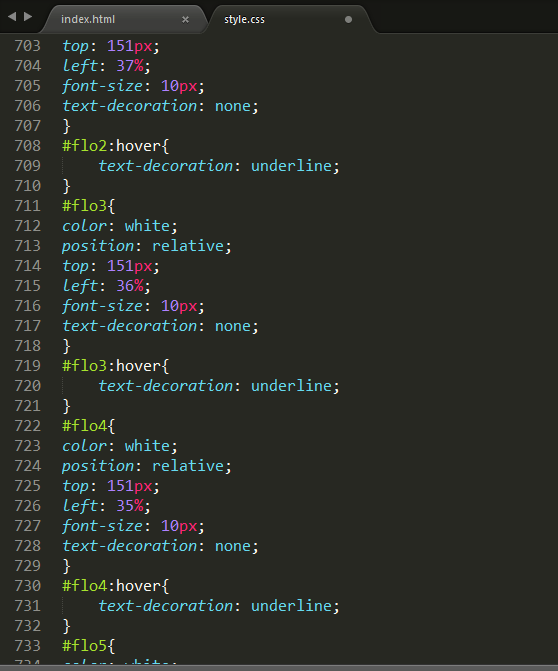 index.html × style.css
703 top: 151px;
704 left: 37%;
705 font-size: 10px;
706 text-decoration: none;
707 }
708 #flo2:hover{
709     text-decoration: underline;
710 }
711 #flo3{
712 color: white;
713 position: relative;
714 top: 151px;
715 left: 36%;
716 font-size: 10px;
717 text-decoration: none;
718 }
719 #flo3:hover{
720     text-decoration: underline;
721 }
722 #flo4{
723 color: white;
724 position: relative;
725 top: 151px;
726 left: 35%;
727 font-size: 10px;
728 text-decoration: none;
729 }
730 #flo4:hover{
731     text-decoration: underline;
732 }
733 #flo5{
734 color: white;